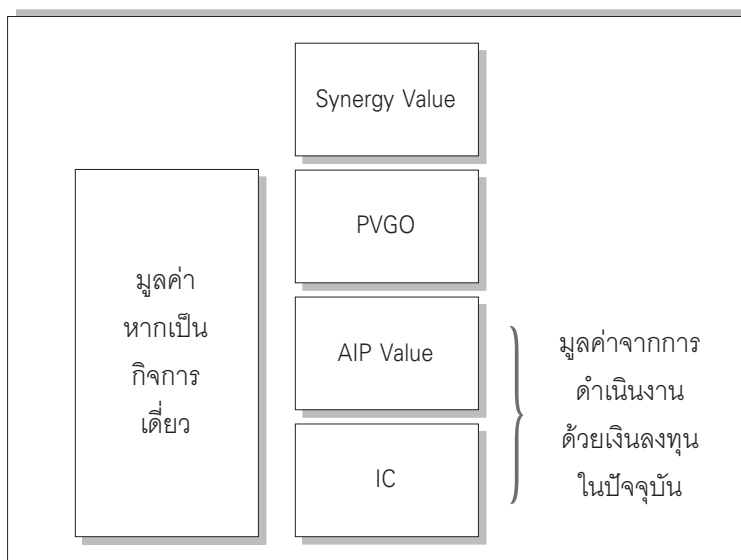 Synergy Value
PVGO
AIP Value
IC
มูลค่า
หากเป็น
กิจการ
เดี่ยว
มูลค่าจากการ
ดำเนินงาน
ด้วยเงินลงทุน
ในปัจจุบัน